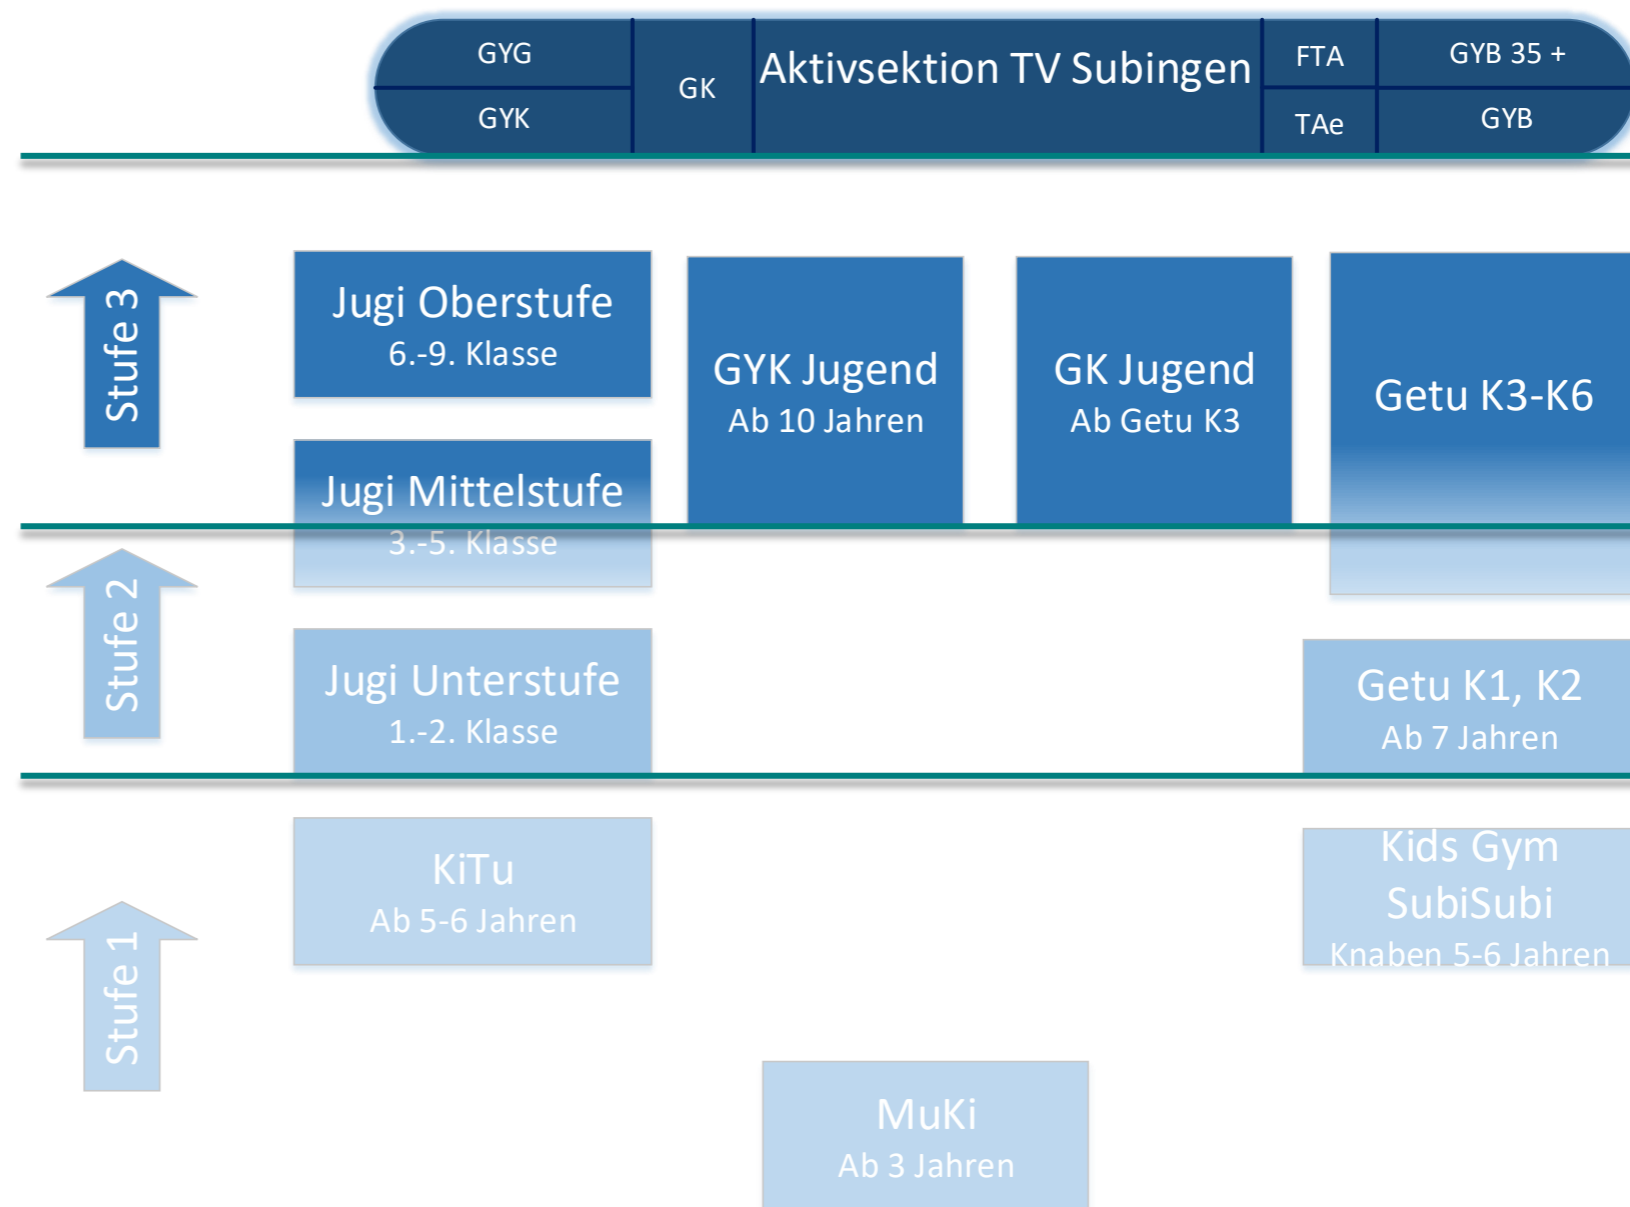 GYG
GYK
GK
Aktivsektion TV Subingen
FTA
TAe
GYB 35 +
GYB
Stufe 3
Jugi Oberstufe
6.-9. Klasse
GYK Jugend
Ab 10 Jahren
GK Jugend
Ab Getu K3
Getu K3-K6
Jugi Mittelstufe
3.-5. Klasse
Stufe 2
Jugi Unterstufe
1.-2. Klasse
Getu K1, K2
Ab 7 Jahren
Stufe 1
KiTu
Ab 5-6 Jahren
Kids Gym
SubiSubi
Knaben 5-6 Jahren
MuKi
Ab 3 Jahren